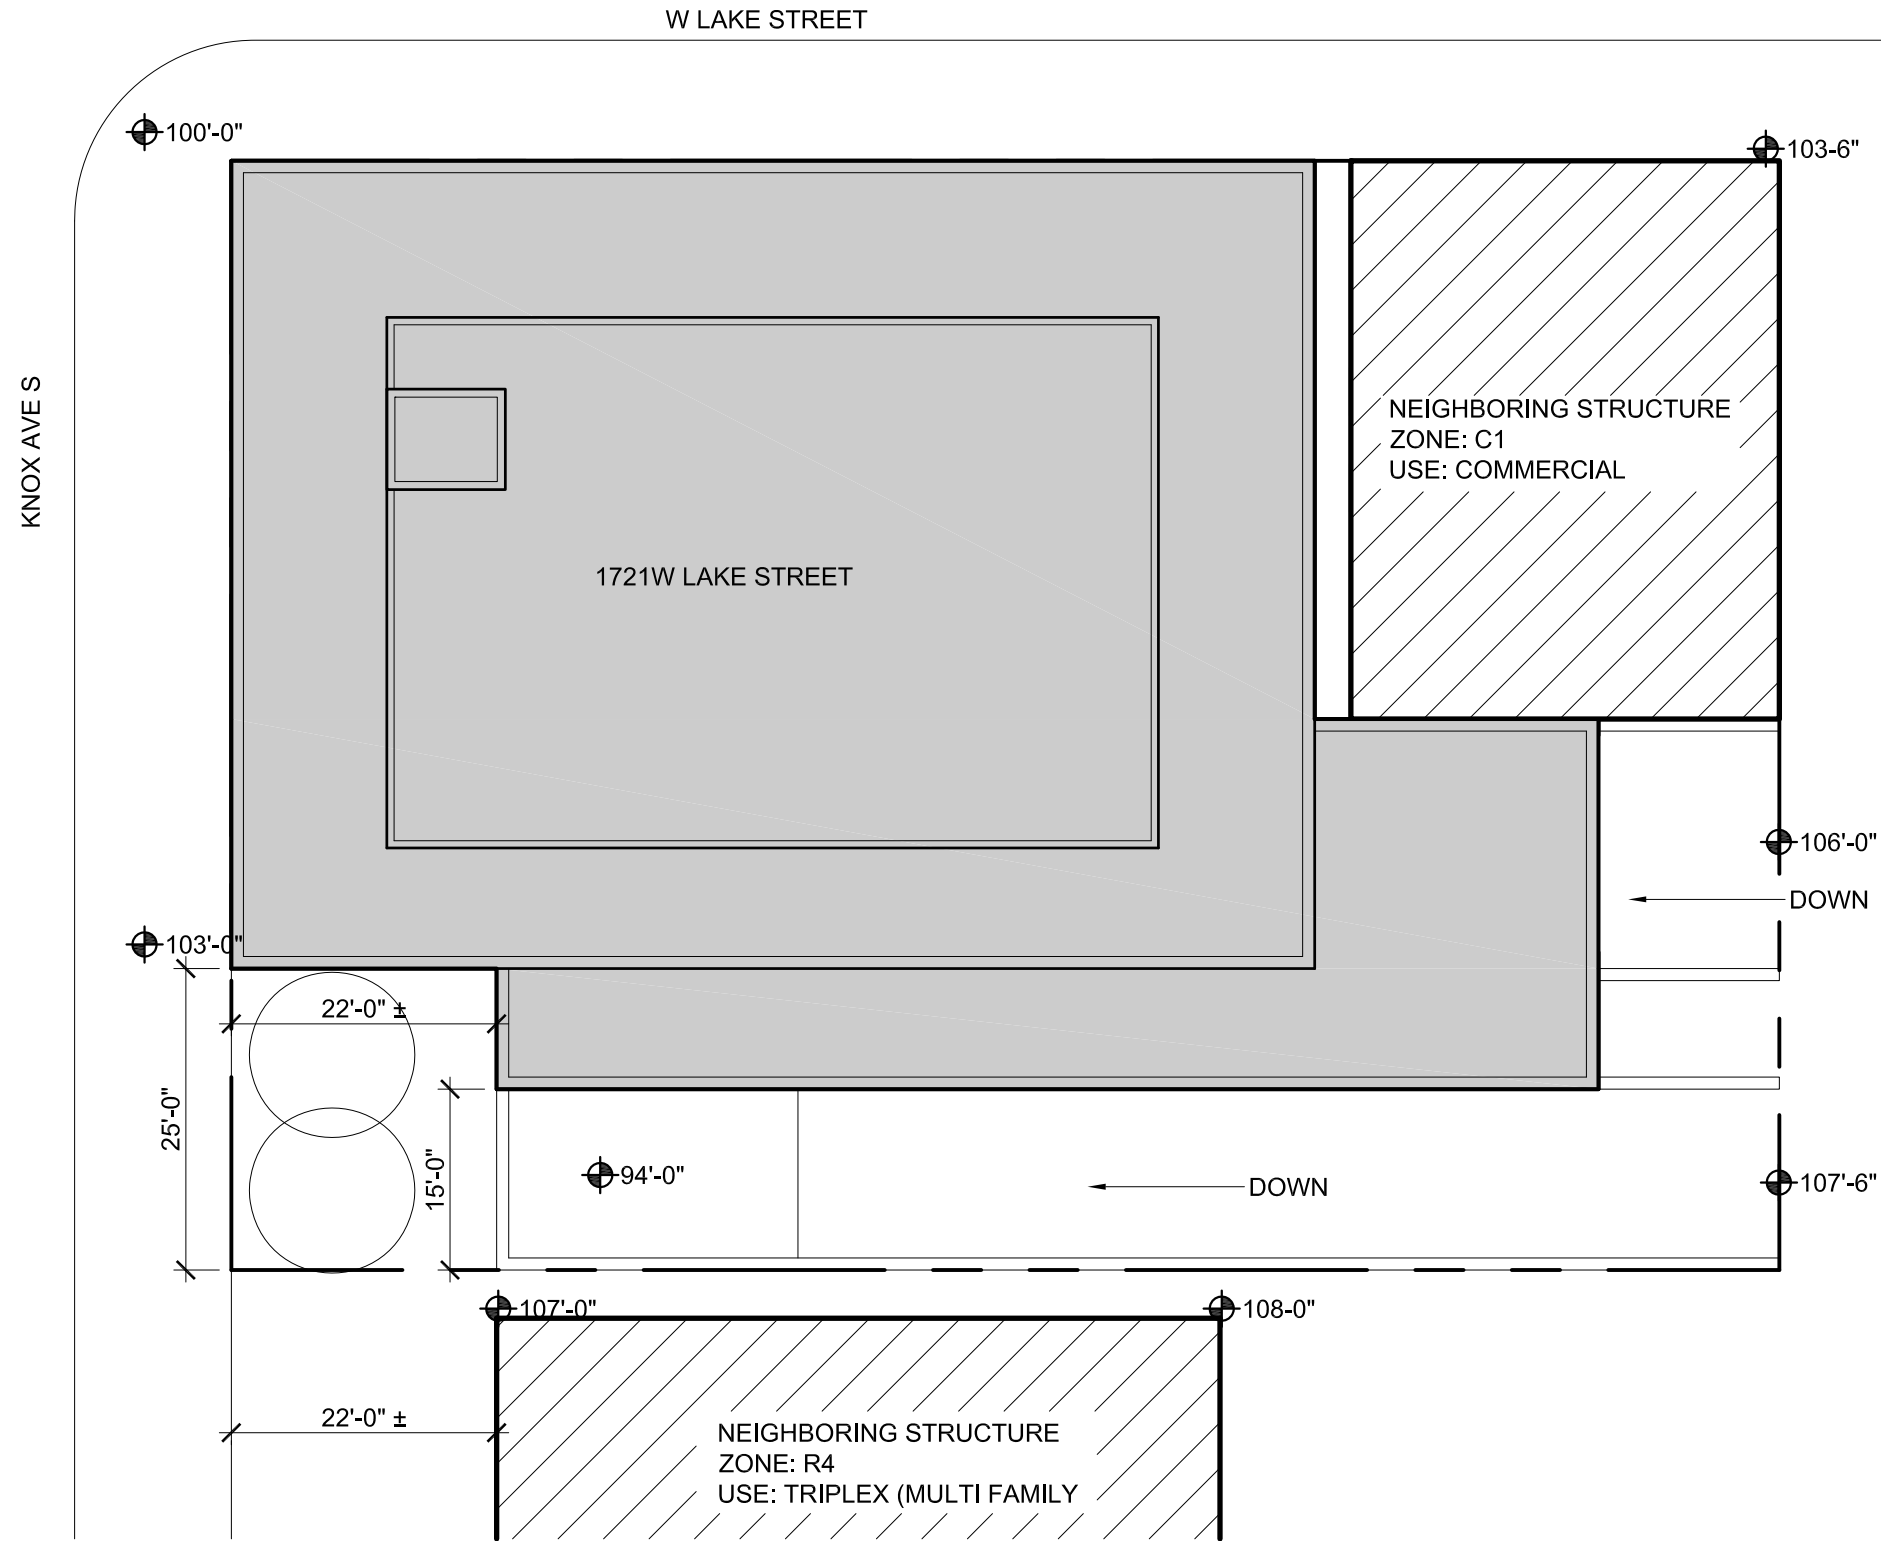 W LAKE STREET
100'-0"
103-6"
KNOX AVE S
NEIGHBORING STRUCTURE
ZONE: C1
USE: COMMERCIAL
1721W LAKE STREET
106'-0"
DOWN
103'-0"
22'-0" ±
25'-0"
15'-0"
94'-0"
DOWN
107'-6"
107'-0"
108-0"
22'-0" ±
NEIGHBORING STRUCTURE
ZONE: R4
USE: TRIPLEX (MULTI FAMILY